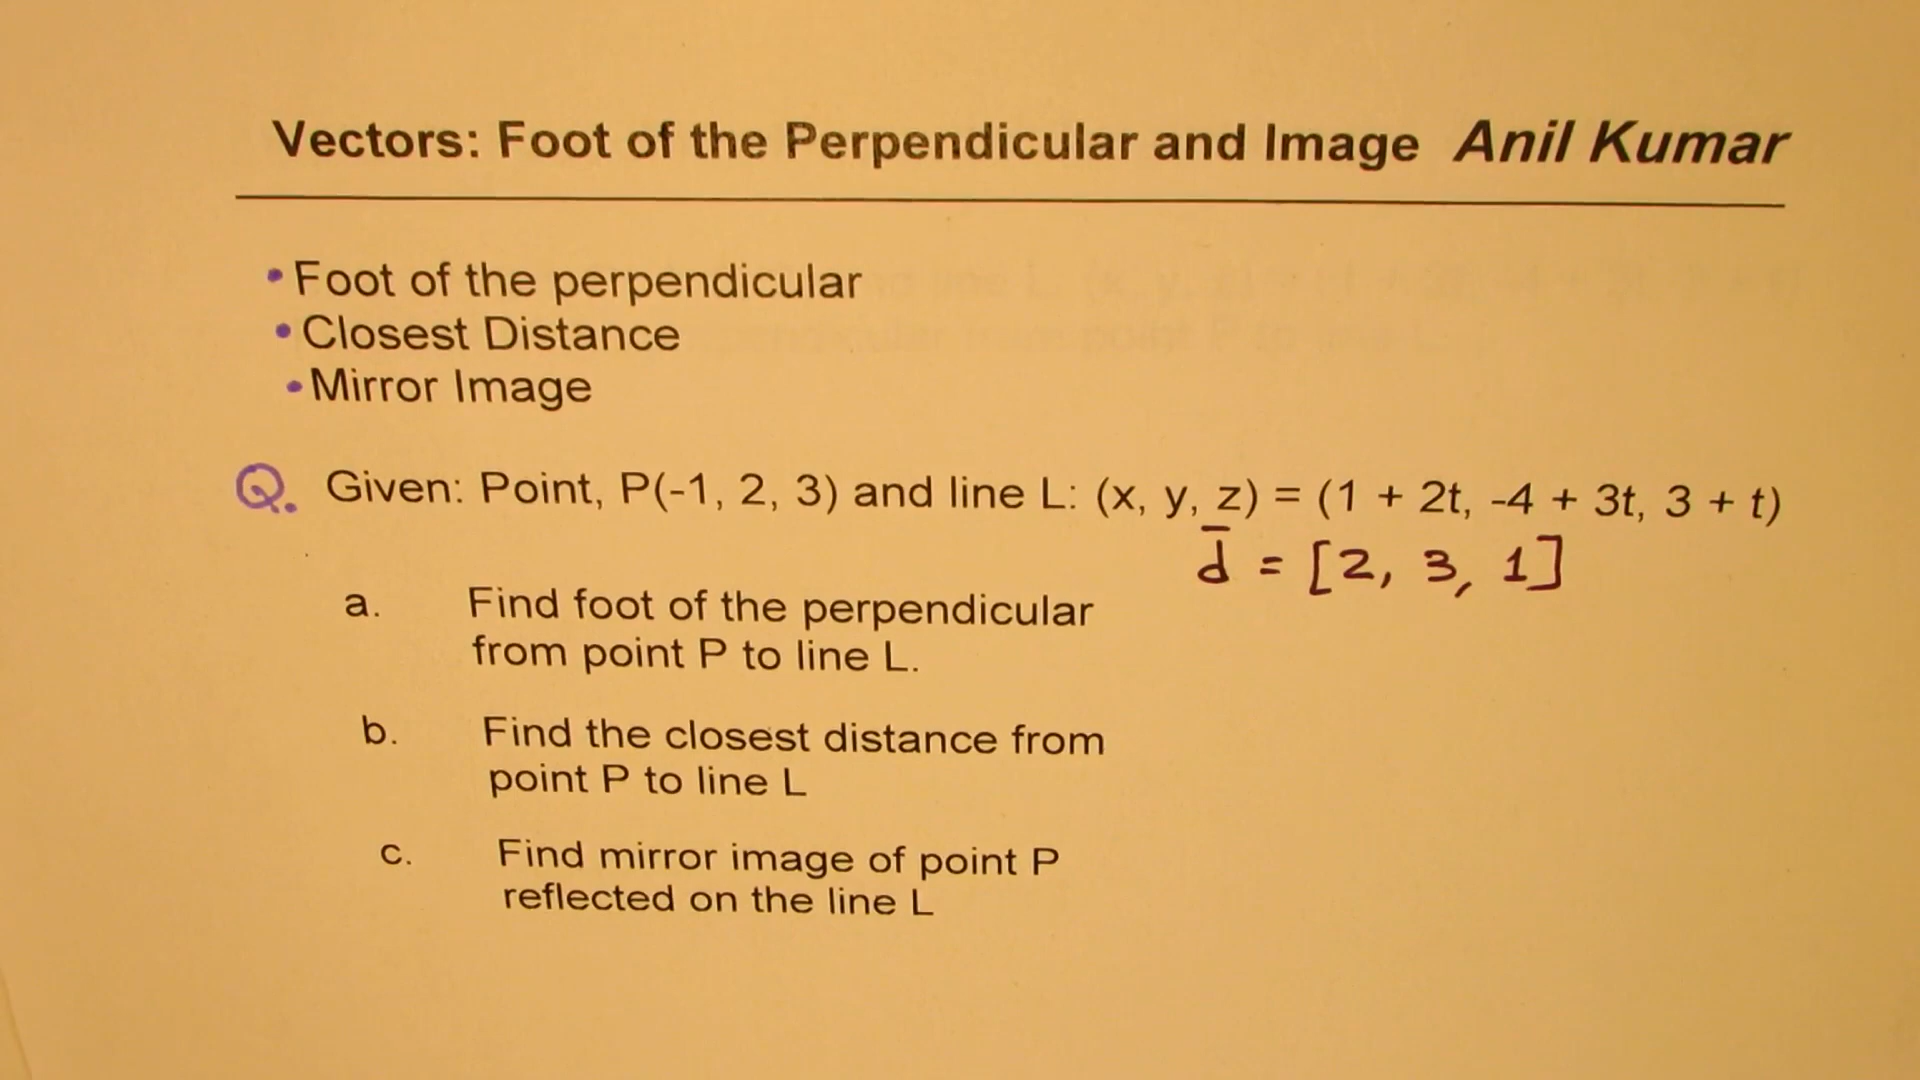 Vectors: Foot of the Perpendicular and Image Anil Kumar
• Foot of the perpendicular
• Closest Distance
• Mirror Image
Q. Given: Point, P(-1, 2, 3) and line L: (x, y, z) = (1 + 2t, -4 + 3t, 3 + t)
d̅ = [2, 3, 1]
a. Find foot of the perpendicular
from point P to line L.
b. Find the closest distance from
point P to line L
c. Find mirror image of point P
reflected on the line L